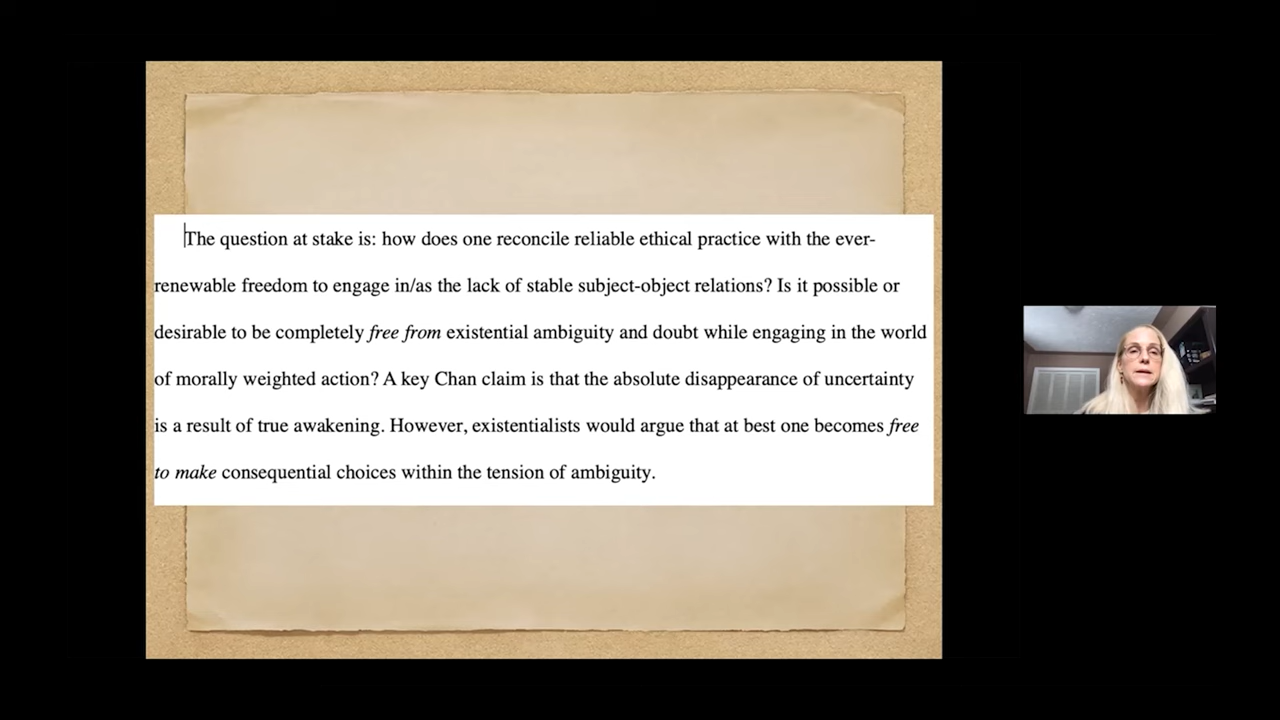 The question at stake is: how does one reconcile reliable ethical practice with the ever-
renewable freedom to engage in/as the lack of stable subject-object relations? Is it possible or
desirable to be completely free from existential ambiguity and doubt while engaging in the world
of morally weighted action? A key Chan claim is that the absolute disappearance of uncertainty
is a result of true awakening. However, existentialists would argue that at best one becomes free
to make consequential choices within the tension of ambiguity.